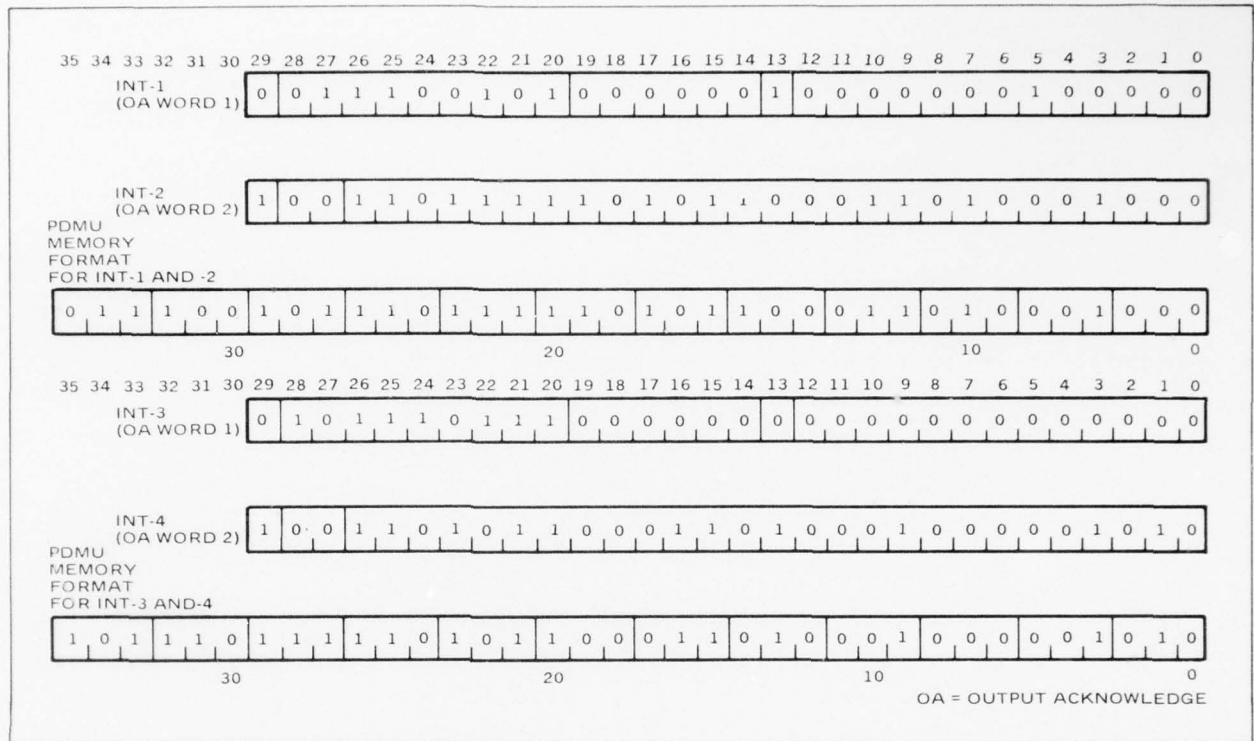 35 34 33 32 31 30 29 28 27 26 25 24 23 22 21 20 19 18 17 16 15 14 13 12 11 10 9 8 7 6 5 4 3 2 1 0
INT-1
(OA WORD 1)
0 0 1 1 1 0 0 1 0 1 0 0 0 0 0 0 1 0 0 0 0 0 0 0 1 0 0 0 0 0
INT-2
(OA WORD 2)
1 0 0 1 1 0 1 1 1 1 1 0 1 0 1 1 0 0 0 1 1 0 1 0 0 0 1 0 0 0
PDMU
MEMORY
FORMAT
FOR INT-1 AND -2
0 1 1 1 0 0 1 0 1 1 1 0 1 1 1 1 1 0 1 0 1 1 0 0 0 1 1 0 1 0 0 0 1 0 0 0
30 20 10 0
35 34 33 32 31 30 29 28 27 26 25 24 23 22 21 20 19 18 17 16 15 14 13 12 11 10 9 8 7 6 5 4 3 2 1 0
INT-3
(OA WORD 1)
0 1 0 1 1 1 0 1 1 1 0 0 0 0 0 0 0 0 0 0 0 0 0 0 0 0 0 0 0 0
INT-4
(OA WORD 2)
1 0 0 1 1 0 1 0 1 1 0 0 0 1 1 0 1 0 0 0 1 0 0 0 0 0 1 0 1 0
PDMU
MEMORY
FORMAT
FOR INT-3 AND-4
1 0 1 1 1 0 1 1 1 1 1 0 1 0 1 1 0 0 0 1 1 0 1 0 0 0 1 0 0 0 0 0 1 0 1 0
30 20 10 0
OA = OUTPUT ACKNOWLEDGE